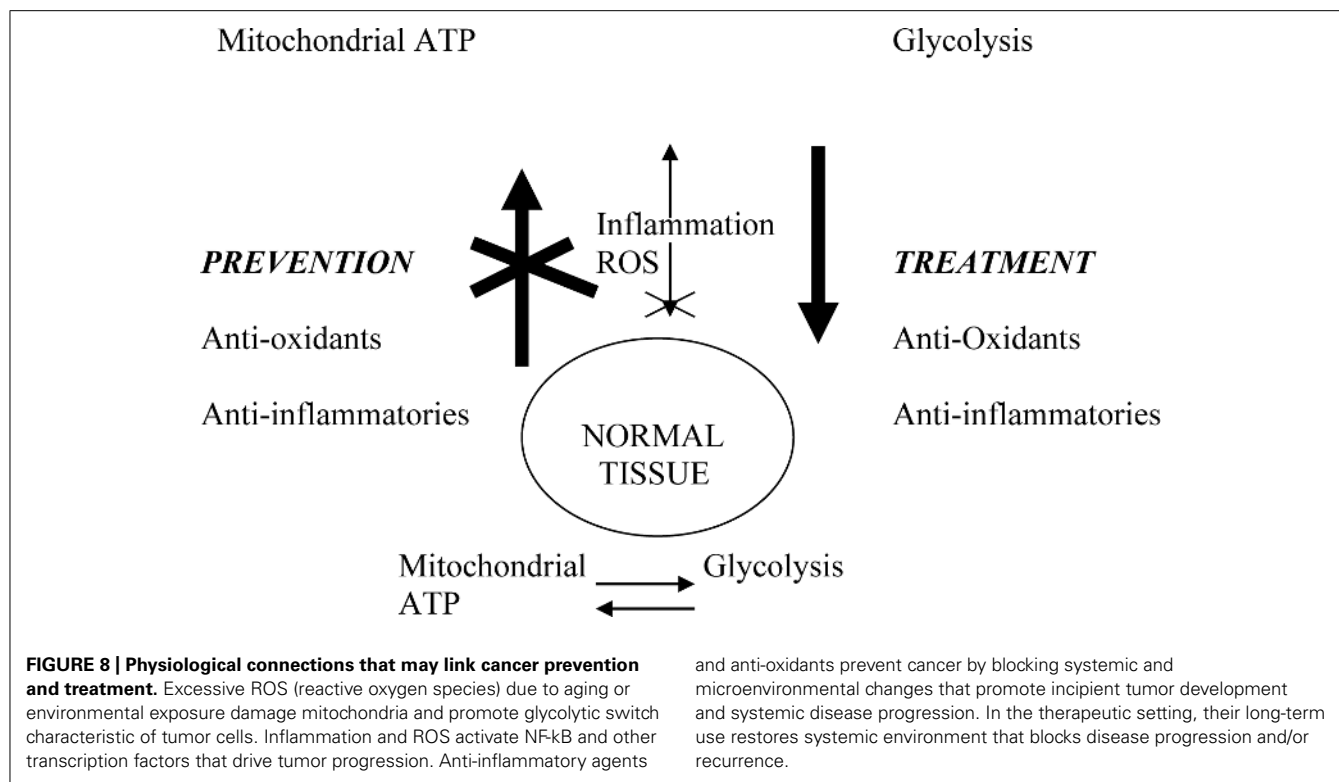 Mitochondrial ATP
Glycolysis
Inflammation
ROS
PREVENTION
Anti-oxidants
Anti-inflammatories
TREATMENT
Anti-Oxidants
Anti-inflammatories
NORMAL
TISSUE
Mitochondrial
ATP
Glycolysis
FIGURE 8 | Physiological connections that may link cancer prevention
and treatment. Excessive ROS (reactive oxygen species) due to aging or
environmental exposure damage mitochondria and promote glycolytic switch
characteristic of tumor cells. Inflammation and ROS activate NF-kB and other
transcription factors that drive tumor progression. Anti-inflammatory agents
and anti-oxidants prevent cancer by blocking systemic and
microenvironmental changes that promote incipient tumor development
and systemic disease progression. In the therapeutic setting, their long-term
use restores systemic environment that blocks disease progression and/or
recurrence.